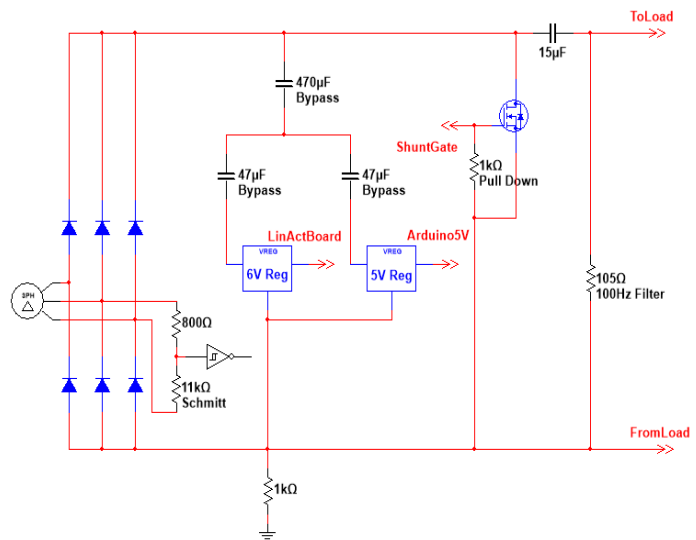 ToLoad
15µF
470µF
Bypass
ShuntGate
1kΩ
Pull Down
47µF
Bypass
47µF
Bypass
LinActBoard
Arduino5V
VREG
6V Reg
VREG
5V Reg
3PH
105Ω
100Hz Filter
800Ω
11kΩ
Schmitt
FromLoad
1kΩ